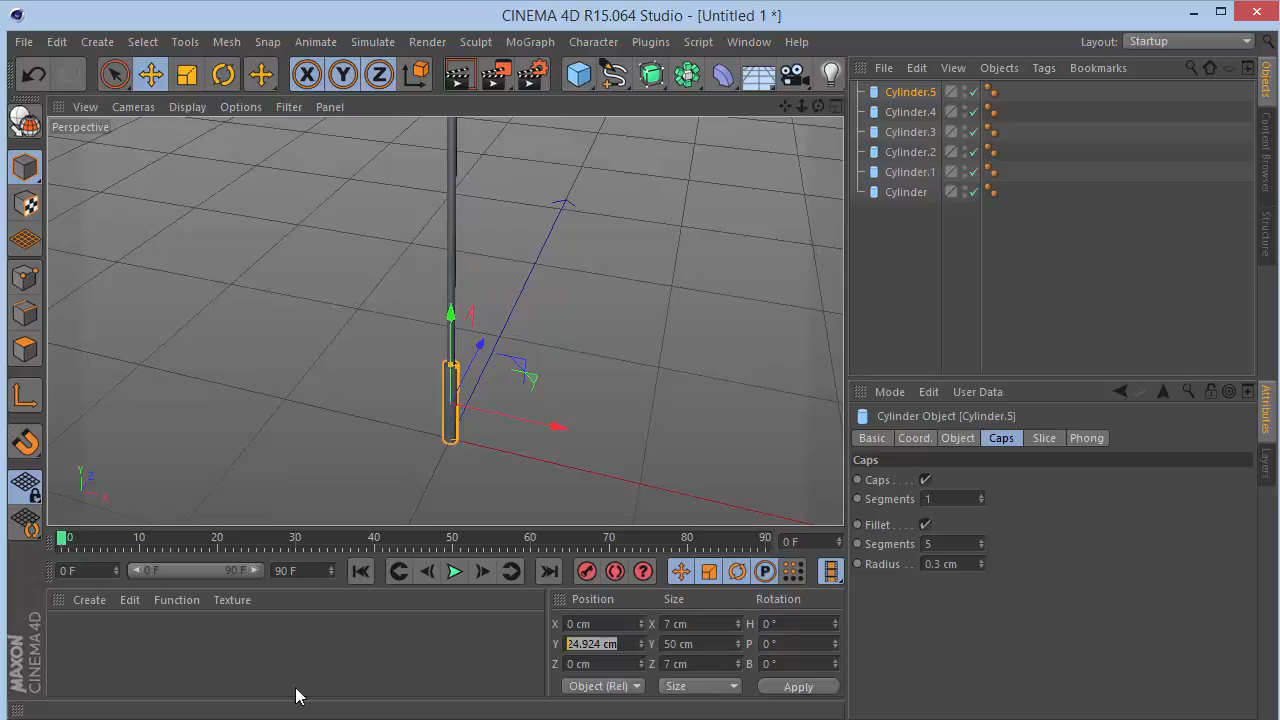 CINEMA 4D R15.064 Studio - [Untitled 1 *]
File Edit Create Select Tools Mesh Snap Animate Simulate Render Sculpt MoGraph Character Plugins Script Window Help Layout: Startup
X Y Z
File Edit View Objects Tags Bookmarks
View Cameras Display Options Filter Panel
Perspective
Cylinder.5
Cylinder.4
Cylinder.3
Cylinder.2
Cylinder.1
Cylinder
Objects
Content Browser
Structure
Mode Edit User Data
Cylinder Object [Cylinder.5]
Basic Coord. Object Caps Slice Phong
Caps
Caps . . . .
Segments 1
Fillet . . . .
Segments 5
Radius . . 0.3 cm
Attributes
Layers
Y Z X
0 10 20 30 40 50 60 70 80 90 0 F
0 F 0 F 90 F 90 F P
Create Edit Function Texture
Position Size Rotation
X 0 cm X 7 cm H 0 °
Y 24.924 cm Y 50 cm P 0 °
Z 0 cm Z 7 cm B 0 °
Object (Rel) Size Apply
MAXON
CINEMA 4D